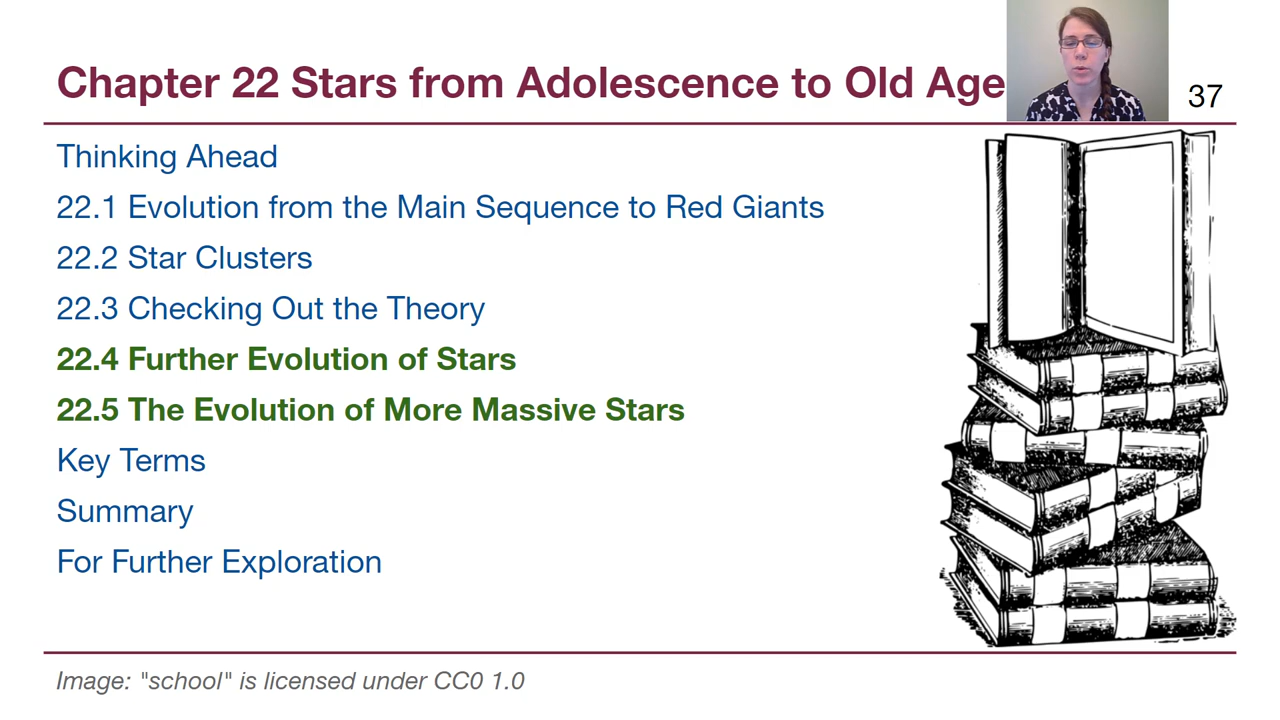 Chapter 22 Stars from Adolescence to Old Age
37
Thinking Ahead
22.1 Evolution from the Main Sequence to Red Giants
22.2 Star Clusters
22.3 Checking Out the Theory
22.4 Further Evolution of Stars
22.5 The Evolution of More Massive Stars
Key Terms
Summary
For Further Exploration
Image: "school" is licensed under CC0 1.0